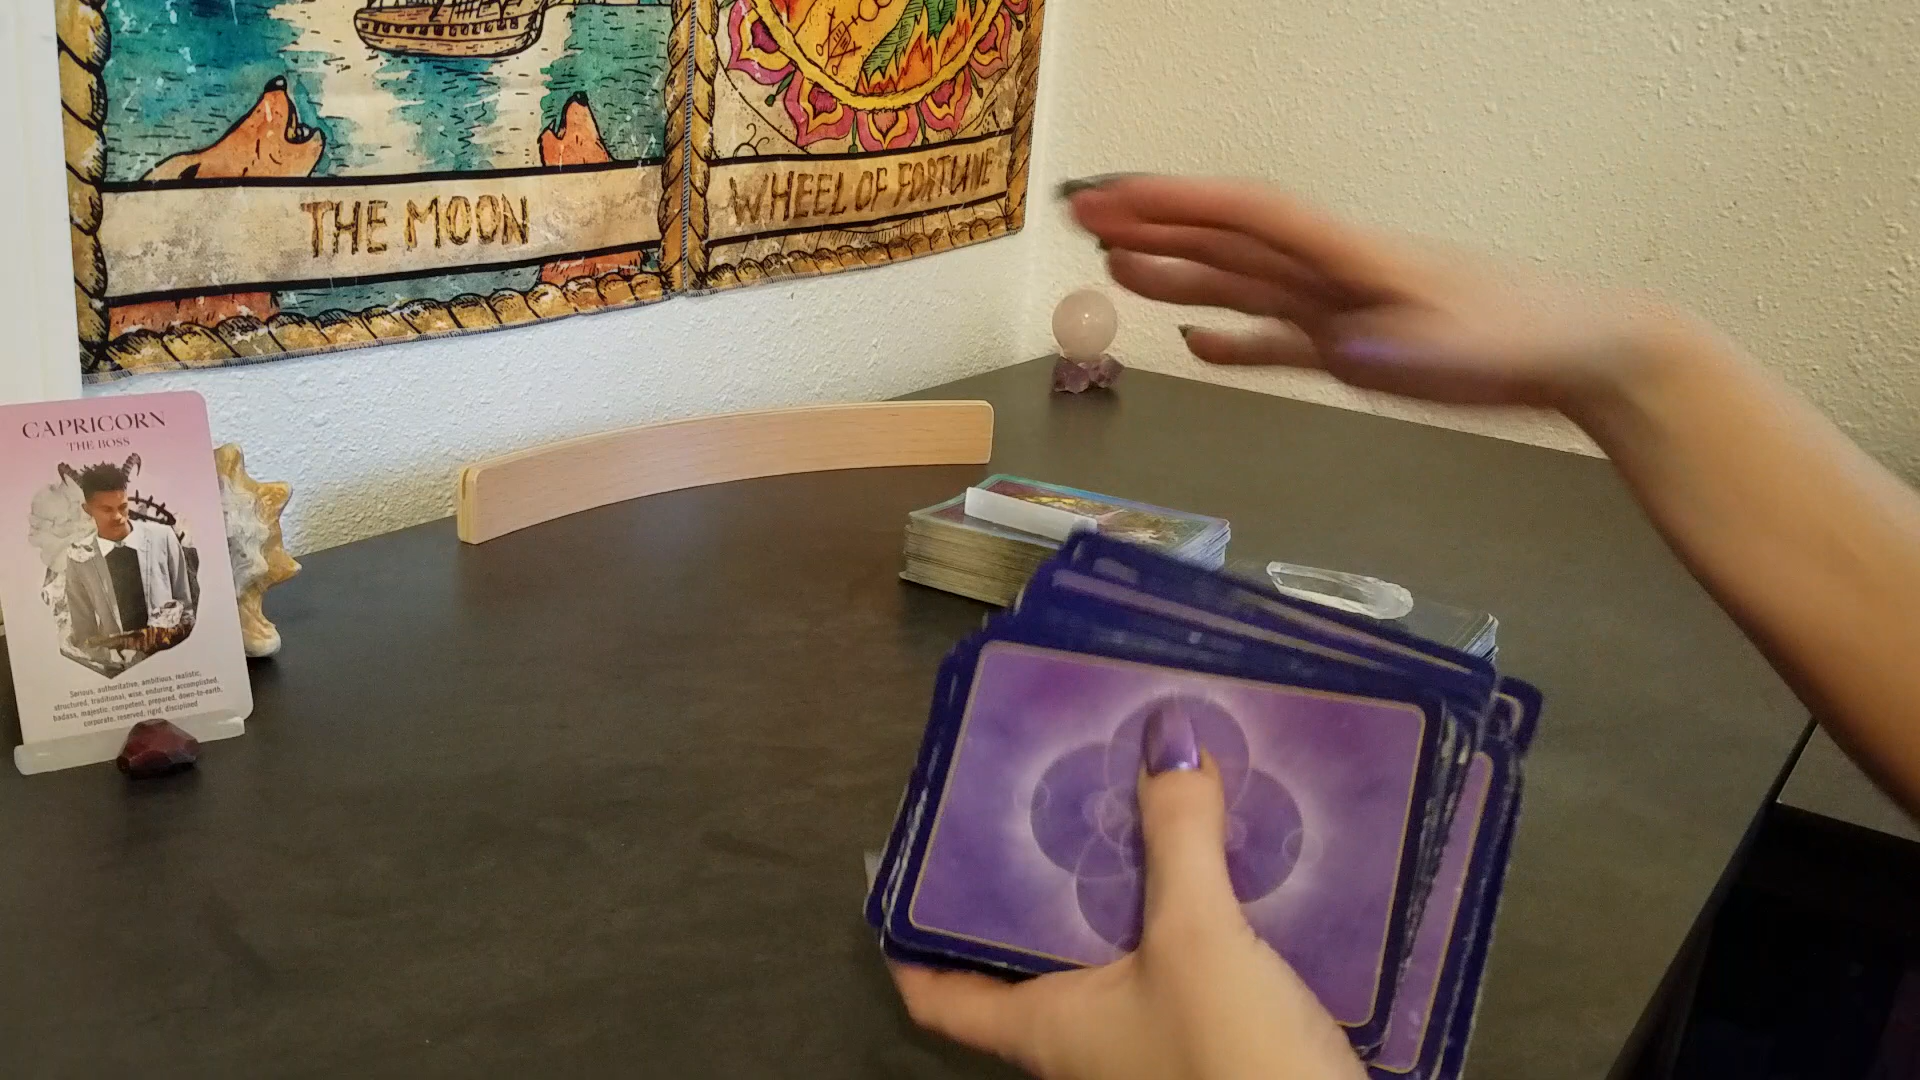 THE MOON
WHEEL OF FORTUNE
CAPRICORN
THE BOSS
Serious, authoritative, ambitious, realistic,
structured, traditional, wise, enduring, accomplished,
badass, majestic, competent, prepared, down-to-earth,
corporate, reserved, rigid, disciplined